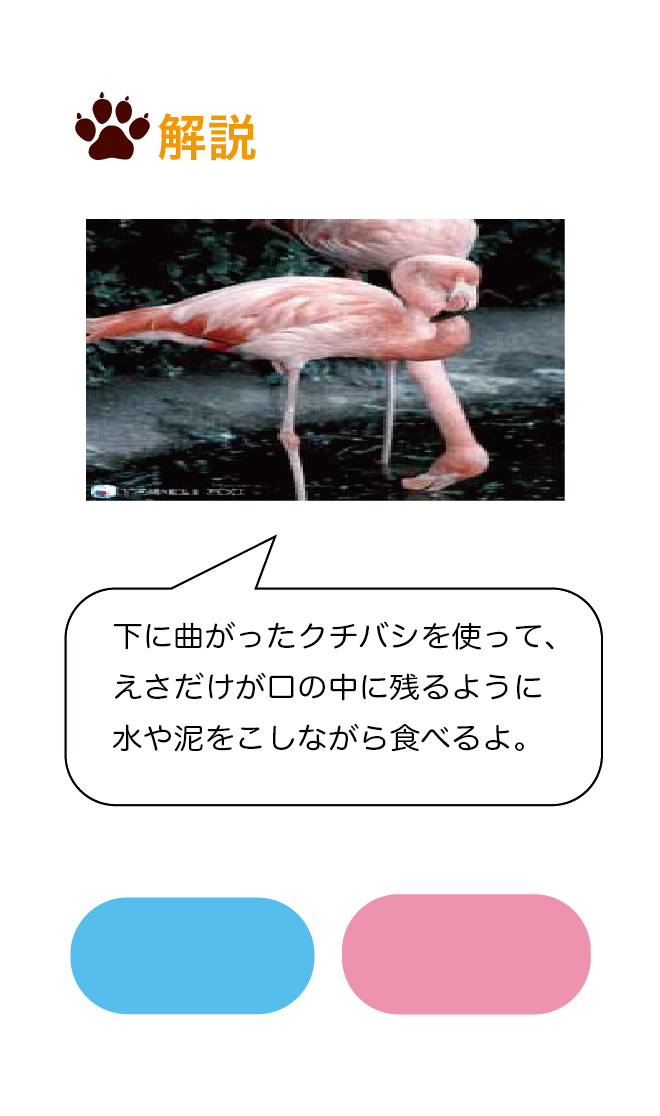 解説
下に曲がったクチバシを使って、
えさだけが口の中に残るように
水や泥をこしながら食べるよ。